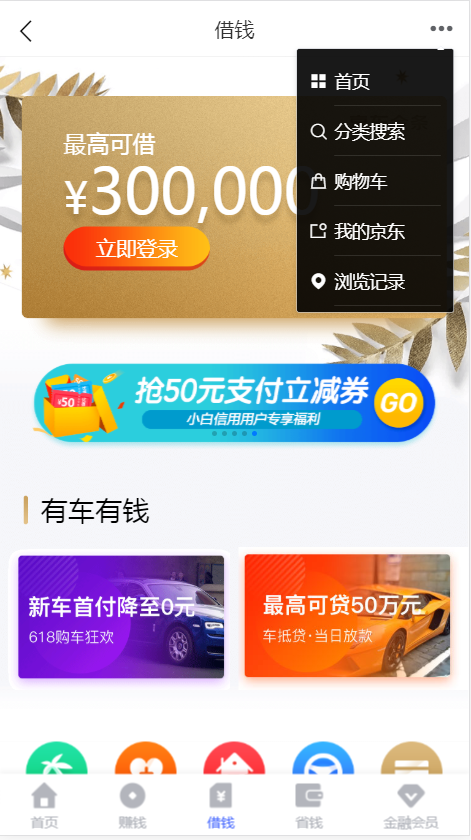 借钱
首页
分类搜索
购物车
我的京东
浏览记录
最高可借
¥300,000
立即登录
抢50元支付立减券
小白信用用户专享福利
GO
¥50
有车有钱
新车首付降至0元
618购车狂欢
最高可贷50万元
车抵贷·当日放款
¥
首页
赚钱
借钱
省钱
金融会员